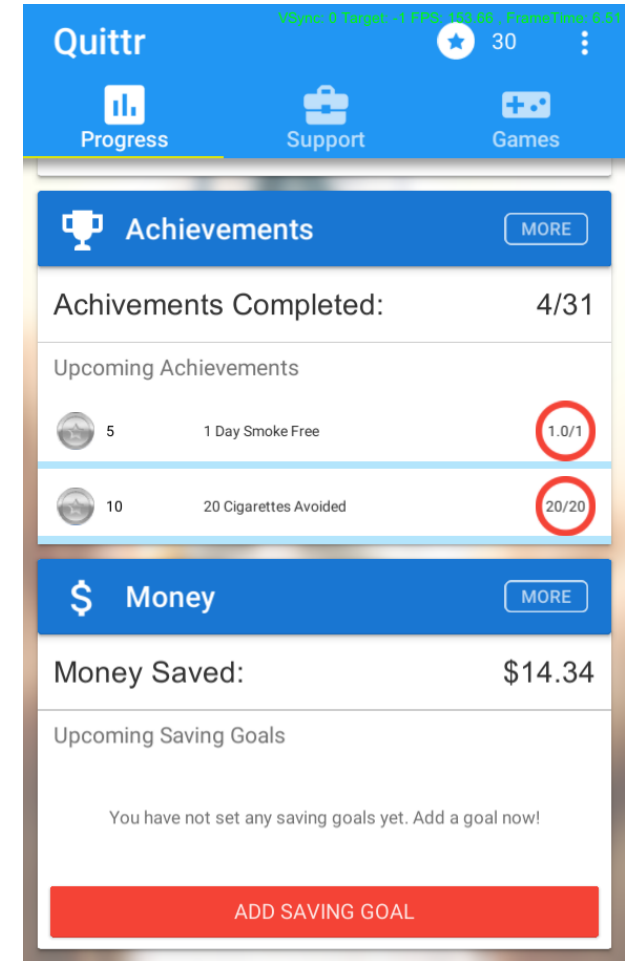 VSync: 0 Target: -1 FPS: 153.66 , FrameTime: 6.51
Quittr
30
Progress
Support
Games
Achievements
MORE
Achivements Completed:
4/31
Upcoming Achievements
5
1 Day Smoke Free
1.0/1
10
20 Cigarettes Avoided
20/20
$
Money
MORE
Money Saved:
$14.34
Upcoming Saving Goals
You have not set any saving goals yet. Add a goal now!
ADD SAVING GOAL